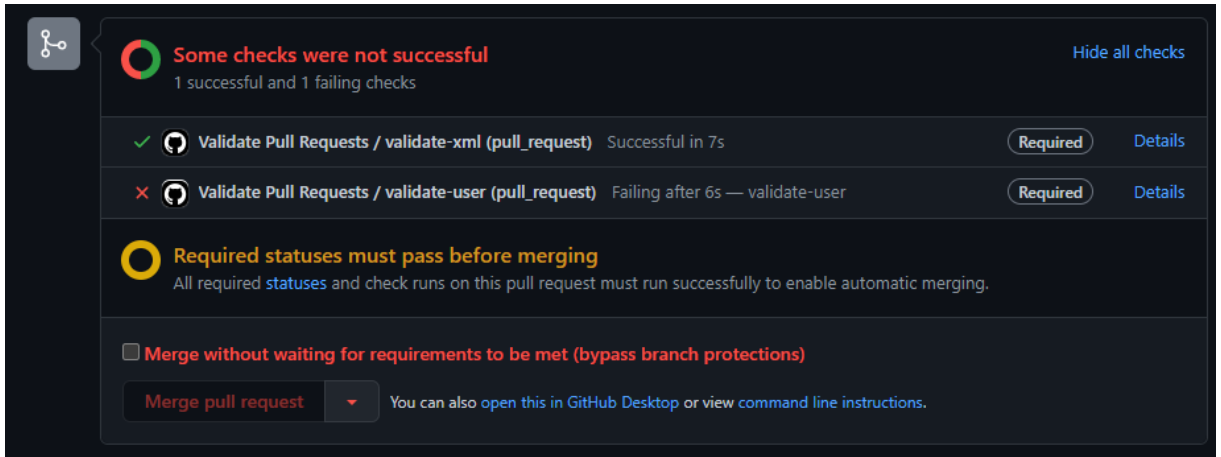 Some checks were not successful
Hide all checks
1 successful and 1 failing checks
Validate Pull Requests / validate-xml (pull_request) Successful in 7s Required Details
Validate Pull Requests / validate-user (pull_request) Failing after 6s — validate-user Required Details
Required statuses must pass before merging
All required statuses and check runs on this pull request must run successfully to enable automatic merging.
Merge without waiting for requirements to be met (bypass branch protections)
Merge pull request You can also open this in GitHub Desktop or view command line instructions.